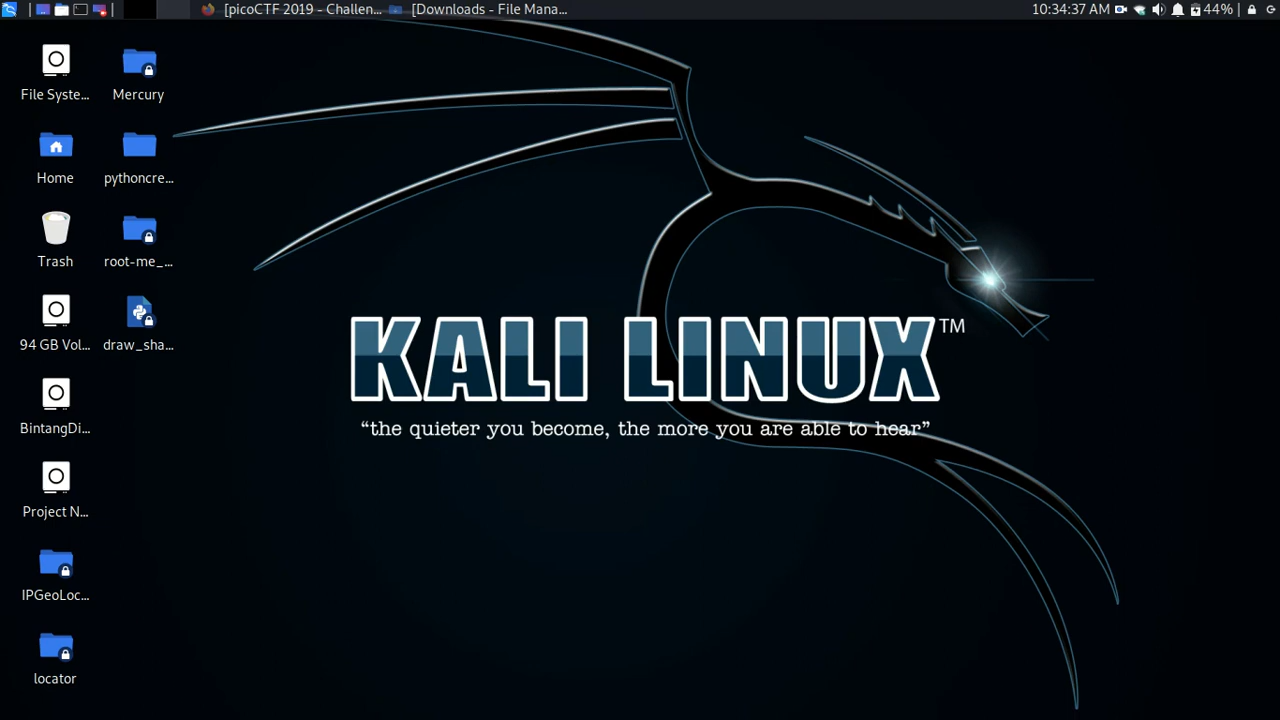 [picoCTF 2019 - Challen... [Downloads - File Mana... 10:34:37 AM 44%
File Syste... Mercury
Home pythoncre...
Trash root-me_...
94 GB Vol... draw_sha...
BintangDi...
Project N...
IPGeoLoc...
locator
KALI LINUX™
“the quieter you become, the more you are able to hear”